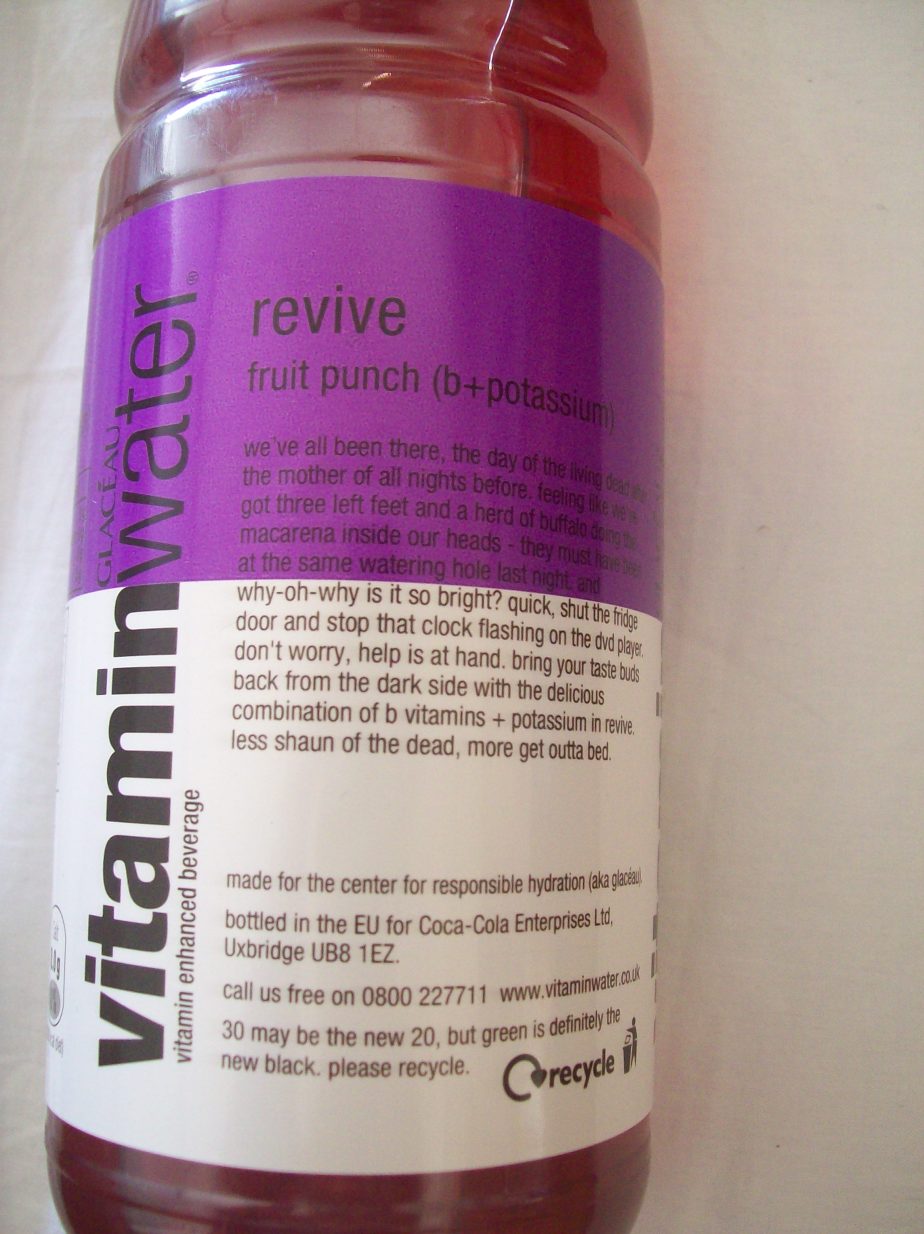 GLACÉAU
vitaminwater®
vitamin enhanced beverage
revive
fruit punch (b+potassium)
we've all been there, the day of the living dead after
the mother of all nights before. feeling like we've
got three left feet and a herd of buffalo doing the
macarena inside our heads - they must have been
at the same watering hole last night. and
why-oh-why is it so bright? quick, shut the fridge
door and stop that clock flashing on the dvd player.
don't worry, help is at hand. bring your taste buds
back from the dark side with the delicious
combination of b vitamins + potassium in revive.
less shaun of the dead, more get outta bed.
made for the center for responsible hydration (aka glacéau).
bottled in the EU for Coca-Cola Enterprises Ltd,
Uxbridge UB8 1EZ.
call us free on 0800 227711 www.vitaminwater.co.uk
30 may be the new 20, but green is definitely the
new black. please recycle.
recycle